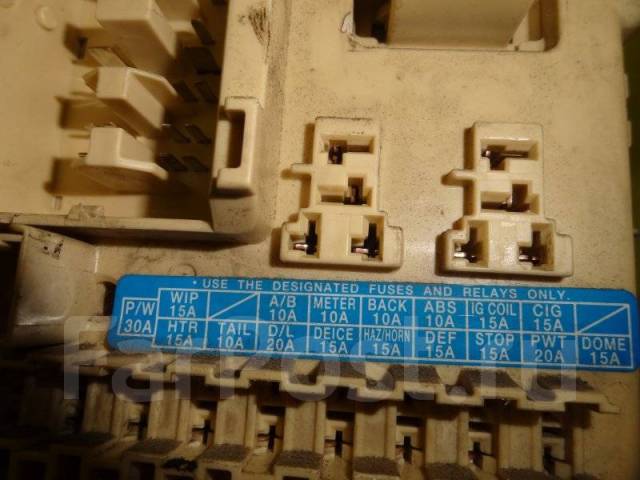 * USE THE DESIGNATED FUSES AND RELAYS ONLY.
P/W 30A
WIP 15A
A/B 10A
METER 10A
BACK 10A
ABS 10A
IG COIL 15A
CIG 15A
HTR 15A
TAIL 10A
D/L 20A
DEICE 15A
HAZ/HORN 15A
DEF 15A
STOP 15A
PWT 20A
DOME 15A
FarPost.ru